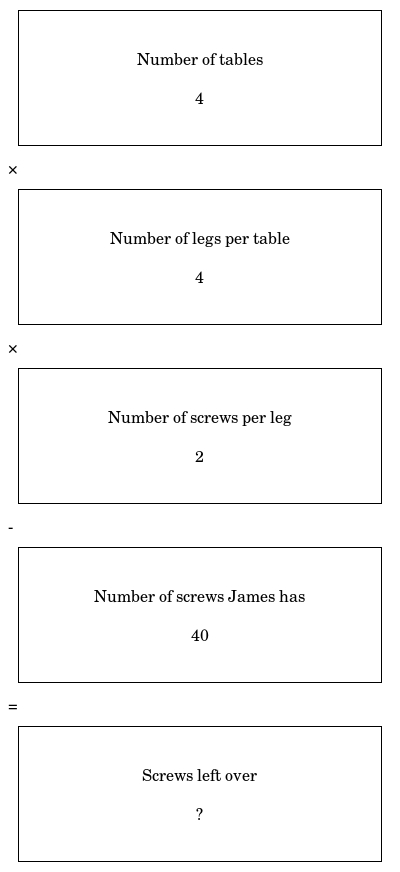 Number of tables
4
×
Number of legs per table
4
×
Number of screws per leg
2
-
Number of screws James has
40
=
Screws left over
?